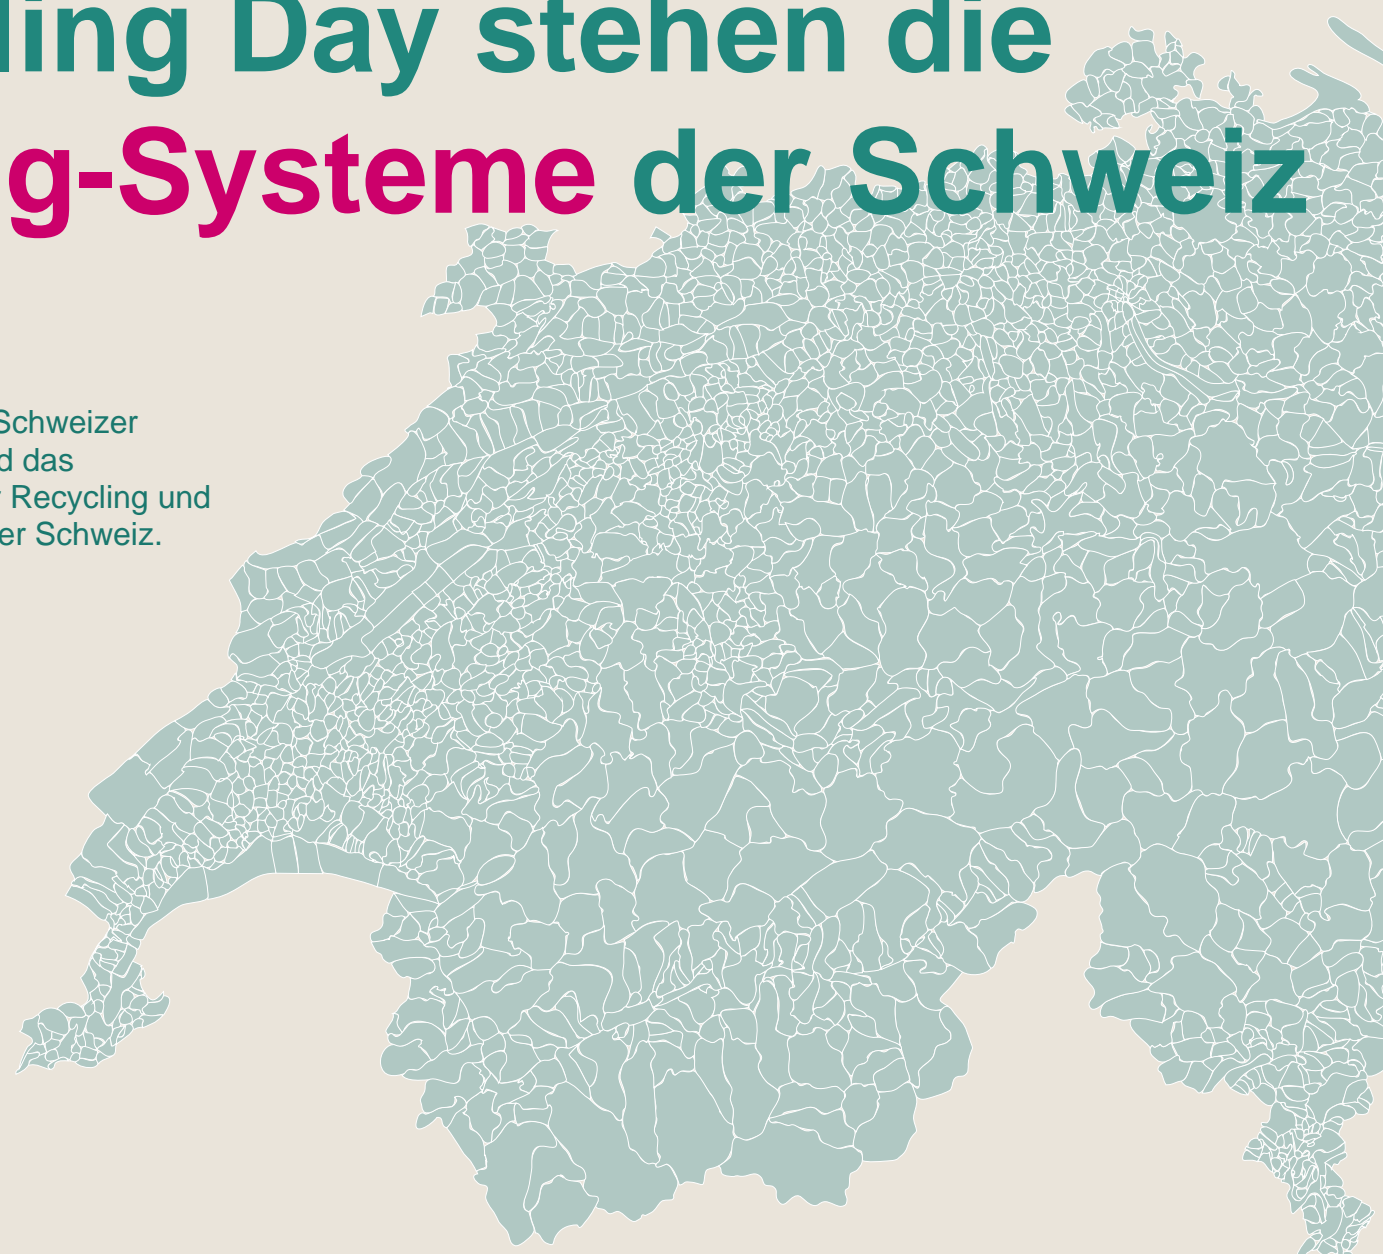 ling Day stehen die
g-Systeme der Schweiz
Schweizer
d das
Recycling und
er Schweiz.